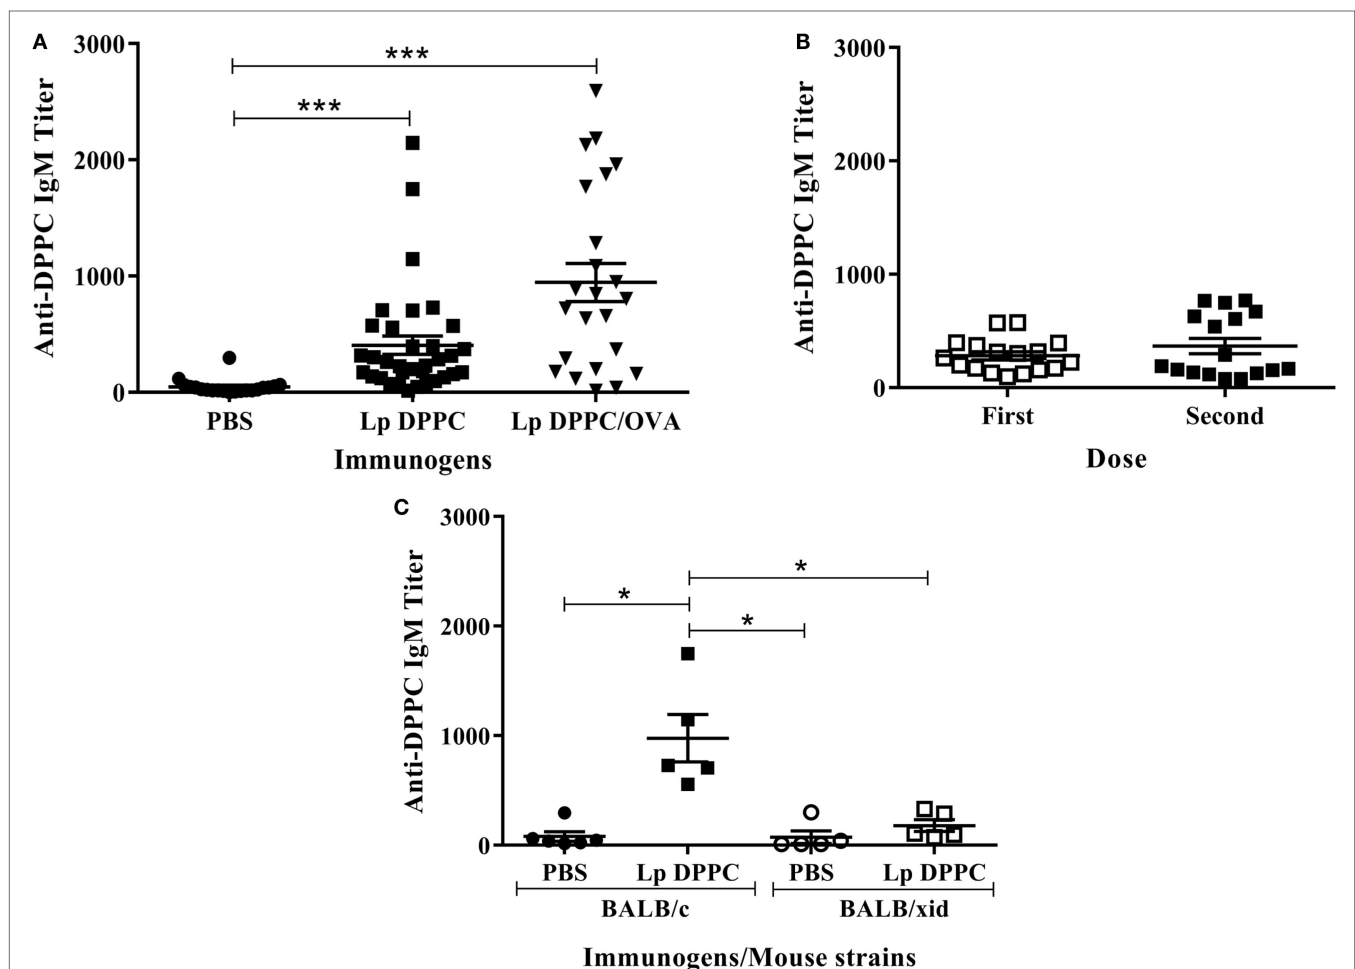 A
3000
2000
1000
0
Anti-DPPC IgM Titer
***
***
PBS Lp DPPC Lp DPPC/OVA
Immunogens
B
3000
2000
1000
0
Anti-DPPC IgM Titer
First Second
Dose
C
3000
2000
1000
0
Anti-DPPC IgM Titer
*
*
*
PBS Lp DPPC PBS Lp DPPC
BALB/c BALB/xid
Immunogens/Mouse strains